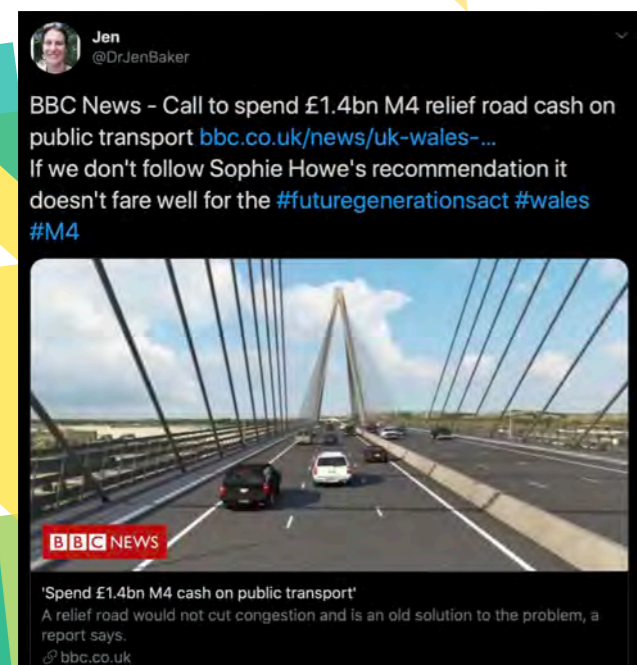 Jen
@DrJenBaker
BBC News - Call to spend £1.4bn M4 relief road cash on
public transport bbc.co.uk/news/uk-wales-...
If we don't follow Sophie Howe's recommendation it
doesn't fare well for the #futuregenerationsact #wales
#M4
BBC NEWS
'Spend £1.4bn M4 cash on public transport'
A relief road would not cut congestion and is an old solution to the problem, a
report says.
bbc.co.uk